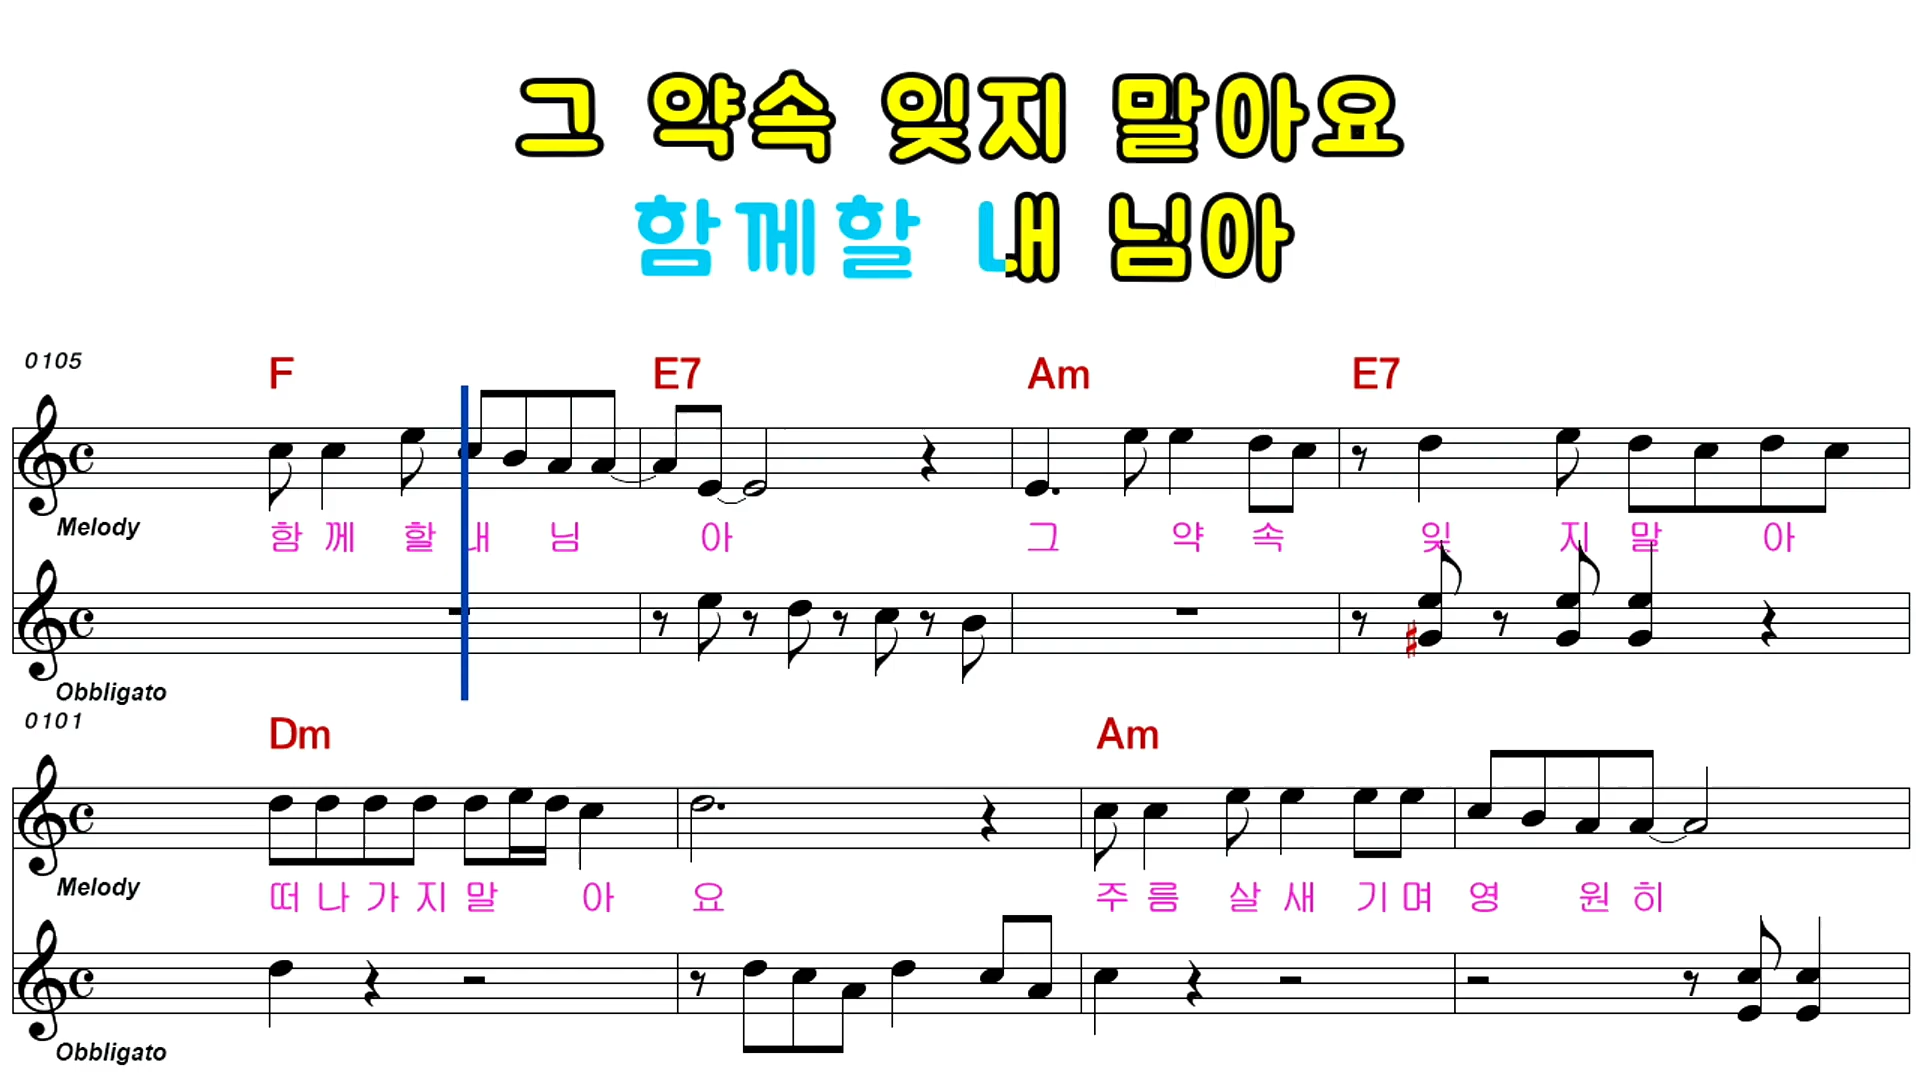 그 약속 잊지 말아요
함께할 내 님아
0105
F E7 Am E7
Melody
함 께 할 내 님 아 그 약 속 잊 지 말 아
Obbligato
0101
Dm Am
Melody
떠 나 가 지 말 아 요 주 름 살 새 기 며 영 원 히
Obbligato